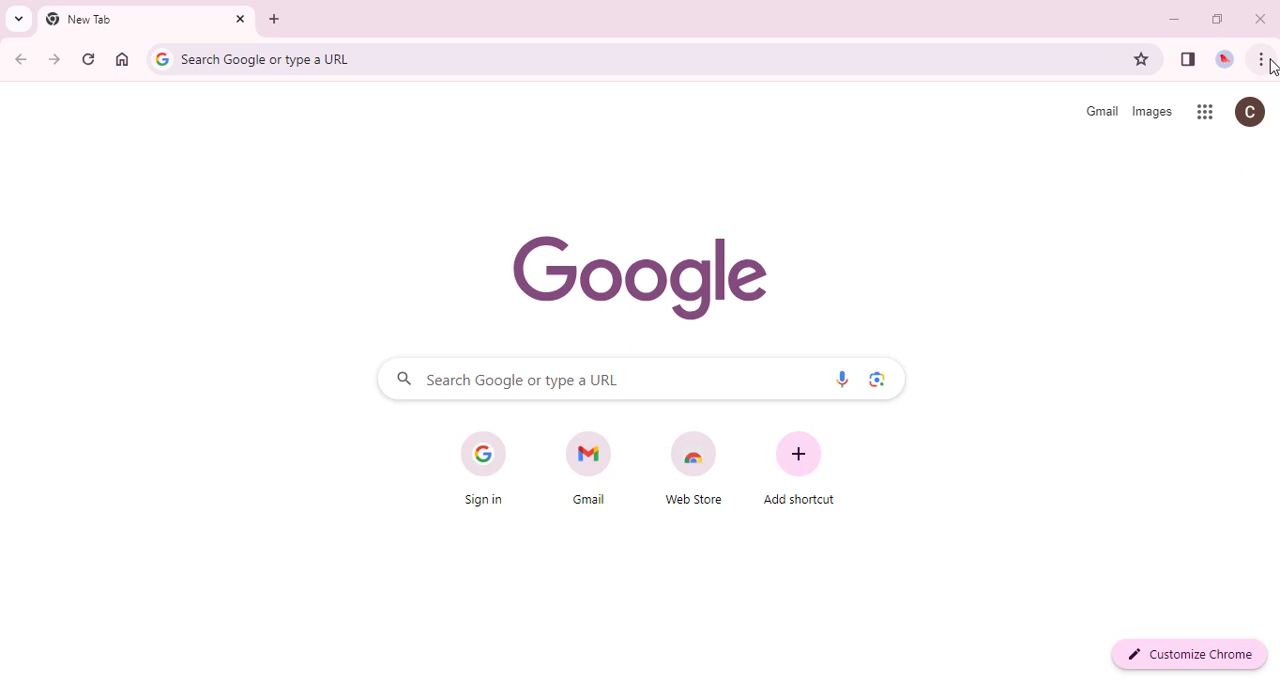 New Tab
Search Google or type a URL
Gmail Images C
Google
Search Google or type a URL
Sign in Gmail Web Store Add shortcut
Customize Chrome